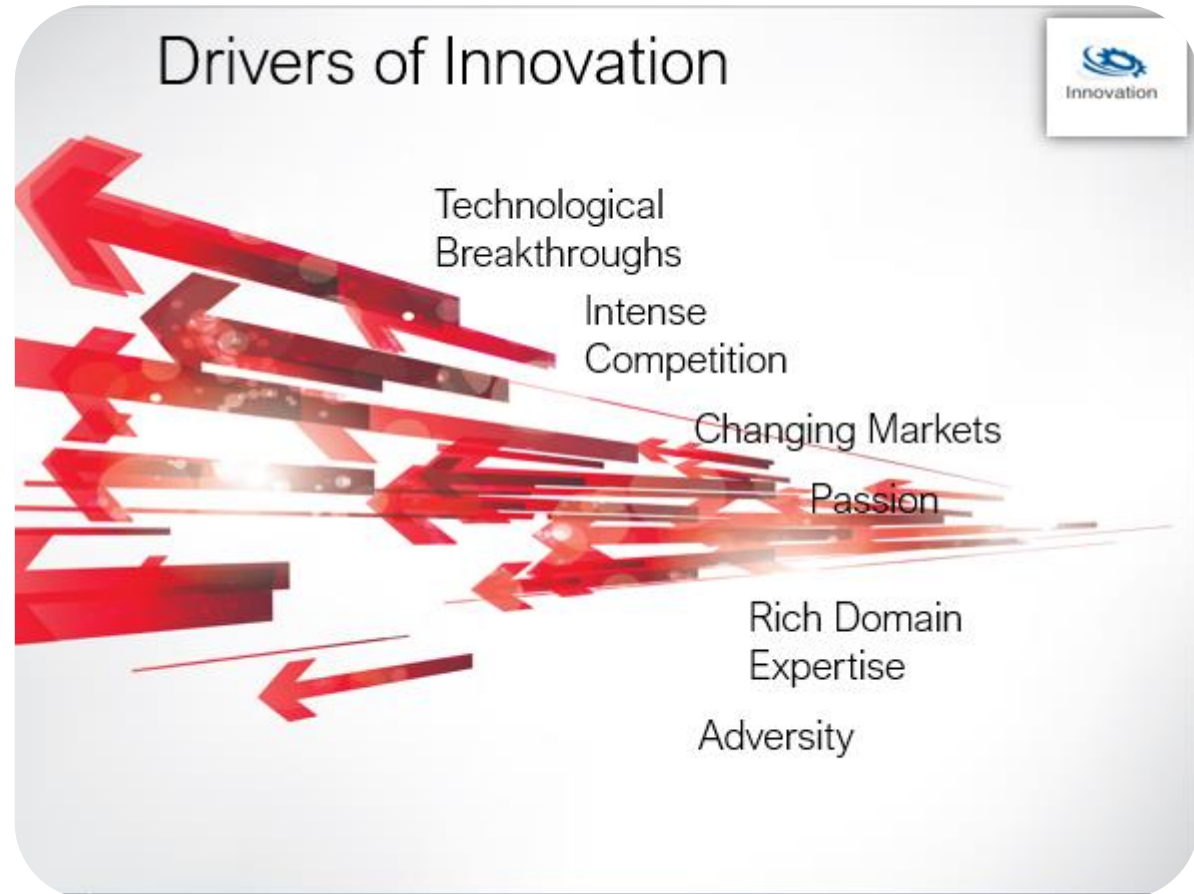 Drivers of Innovation
Innovation
Technological
Breakthroughs
Intense
Competition
Changing Markets
Passion
Rich Domain
Expertise
Adversity